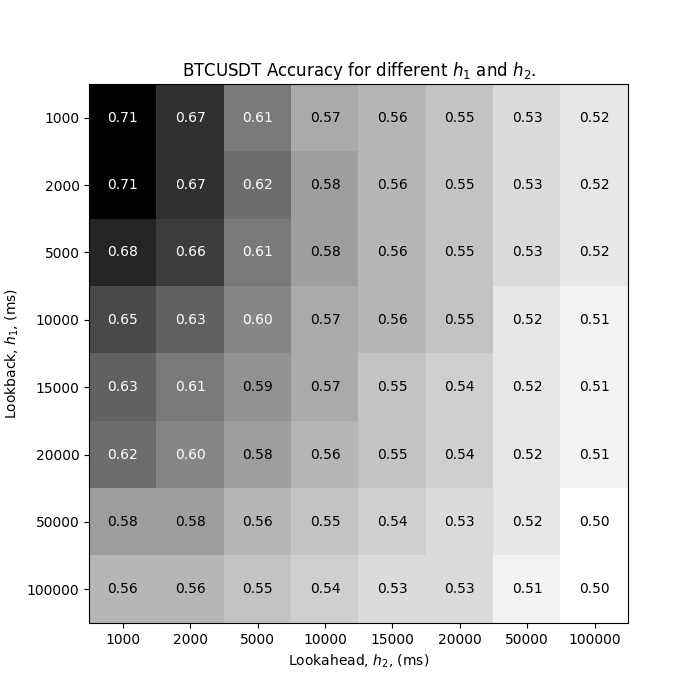 BTCUSDT Accuracy for different h₁ and h₂.
1000 0.71 0.67 0.61 0.57 0.56 0.55 0.53 0.52
2000 0.71 0.67 0.62 0.58 0.56 0.55 0.53 0.52
5000 0.68 0.66 0.61 0.58 0.56 0.55 0.53 0.52
10000 0.65 0.63 0.60 0.57 0.56 0.55 0.52 0.51
15000 0.63 0.61 0.59 0.57 0.55 0.54 0.52 0.51
20000 0.62 0.60 0.58 0.56 0.55 0.54 0.52 0.51
50000 0.58 0.58 0.56 0.55 0.54 0.53 0.52 0.50
100000 0.56 0.56 0.55 0.54 0.53 0.53 0.51 0.50
Lookback, h₁, (ms)
1000 2000 5000 10000 15000 20000 50000 100000
Lookahead, h₂, (ms)